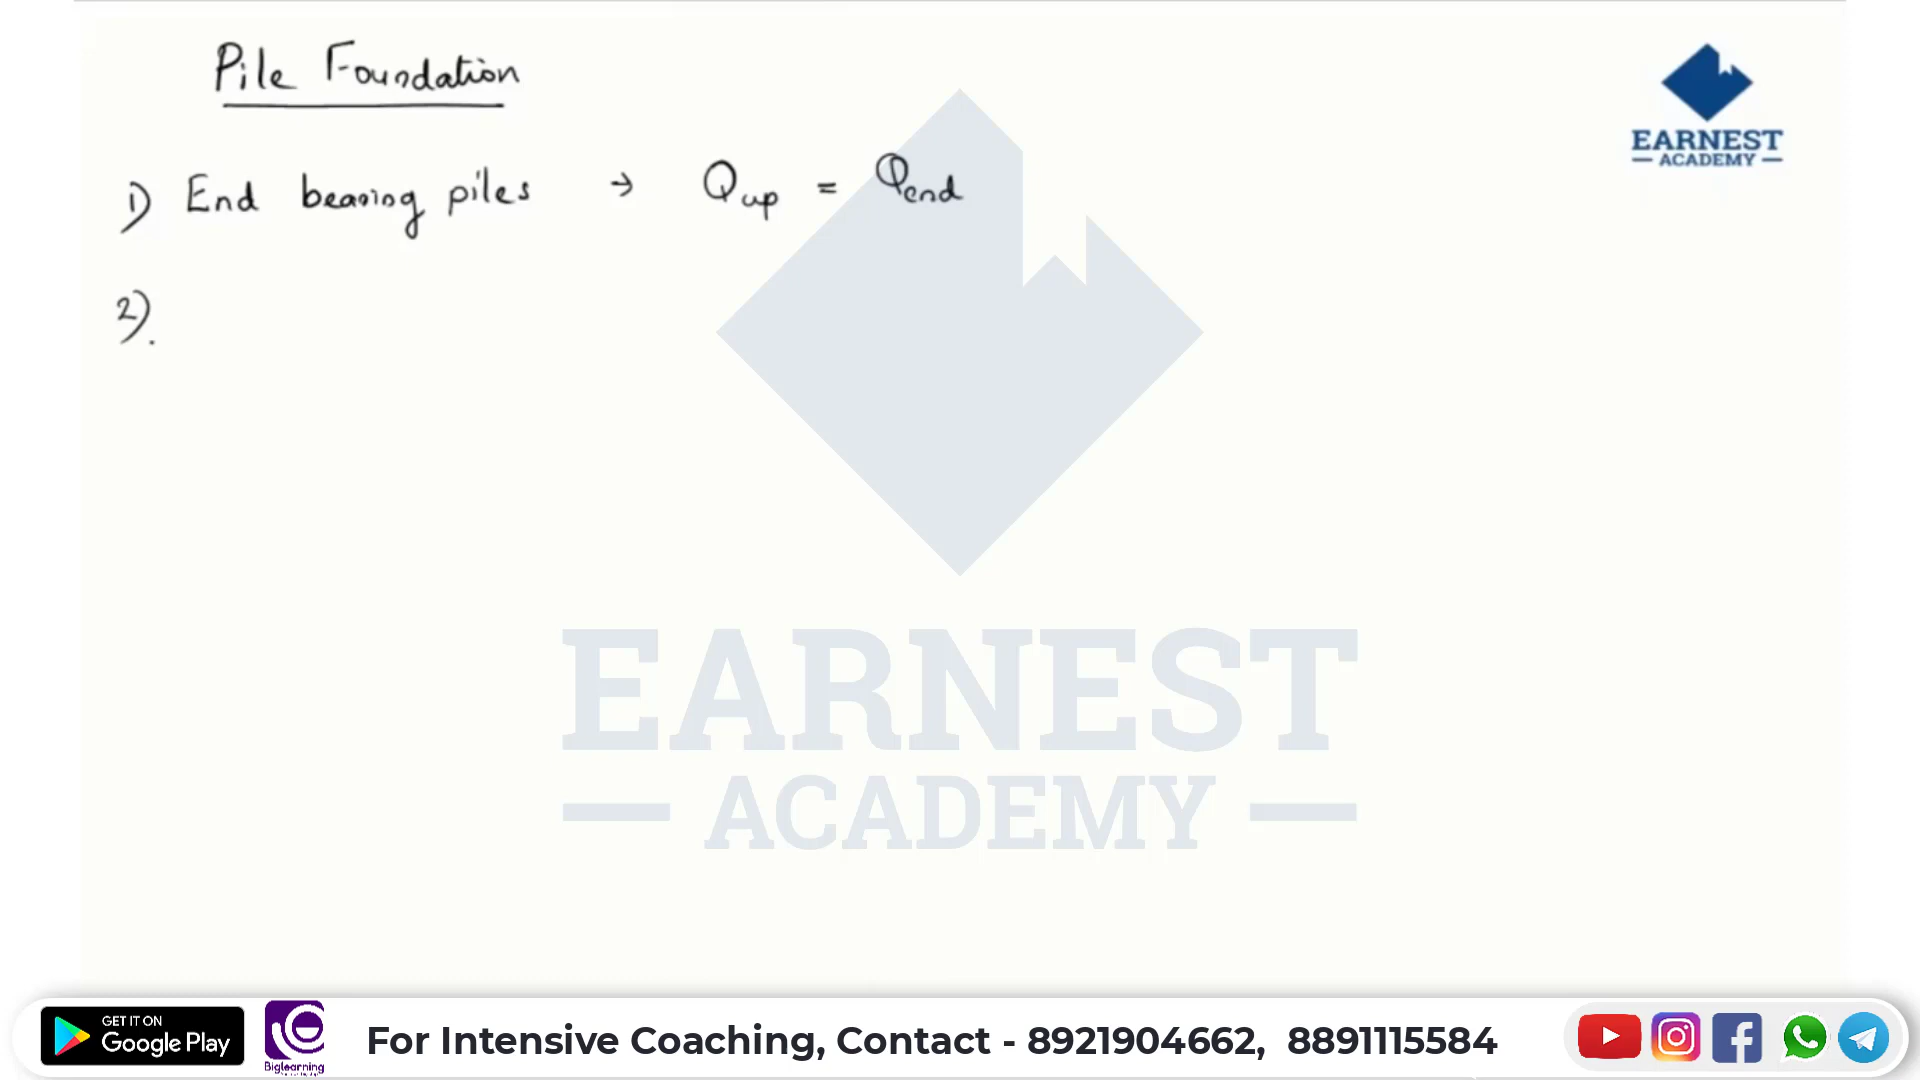 Pile Foundation
EARNEST
ACADEMY
1) End bearing piles → Qup = Qend
2).
EARNEST
ACADEMY
GET IT ON
Google Play
Biglearning
For Intensive Coaching, Contact - 8921904662, 8891115584